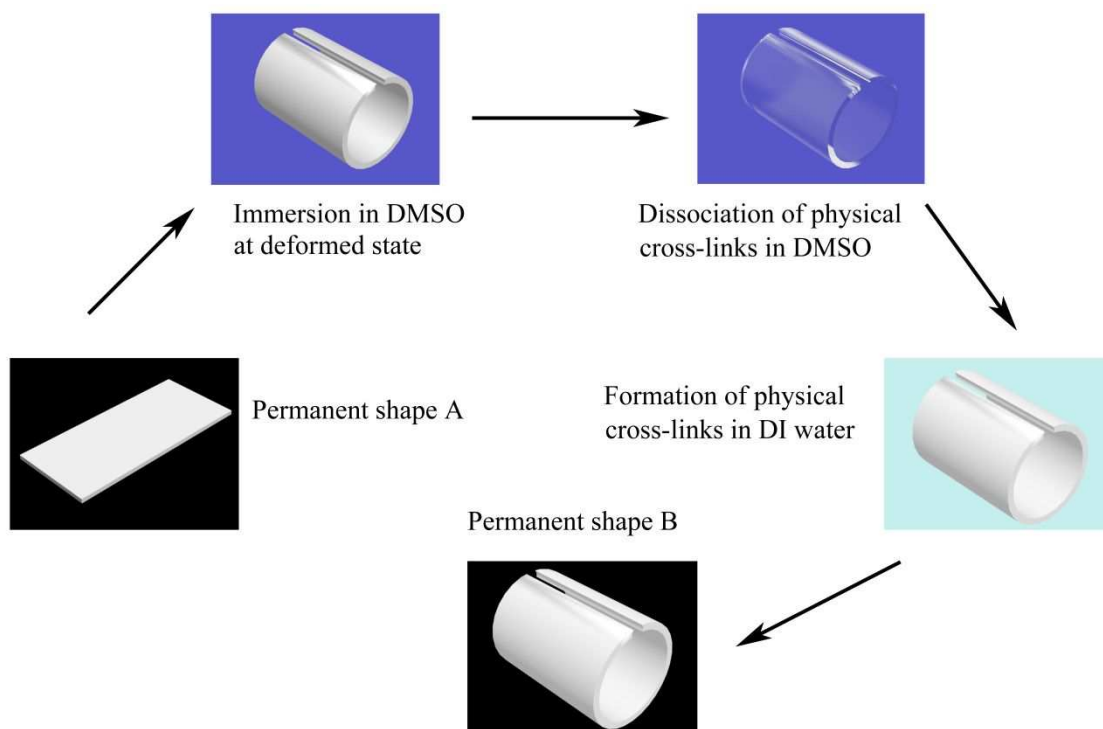 Immersion in DMSO
at deformed state
Dissociation of physical
cross-links in DMSO
Permanent shape A
Formation of physical
cross-links in DI water
Permanent shape B